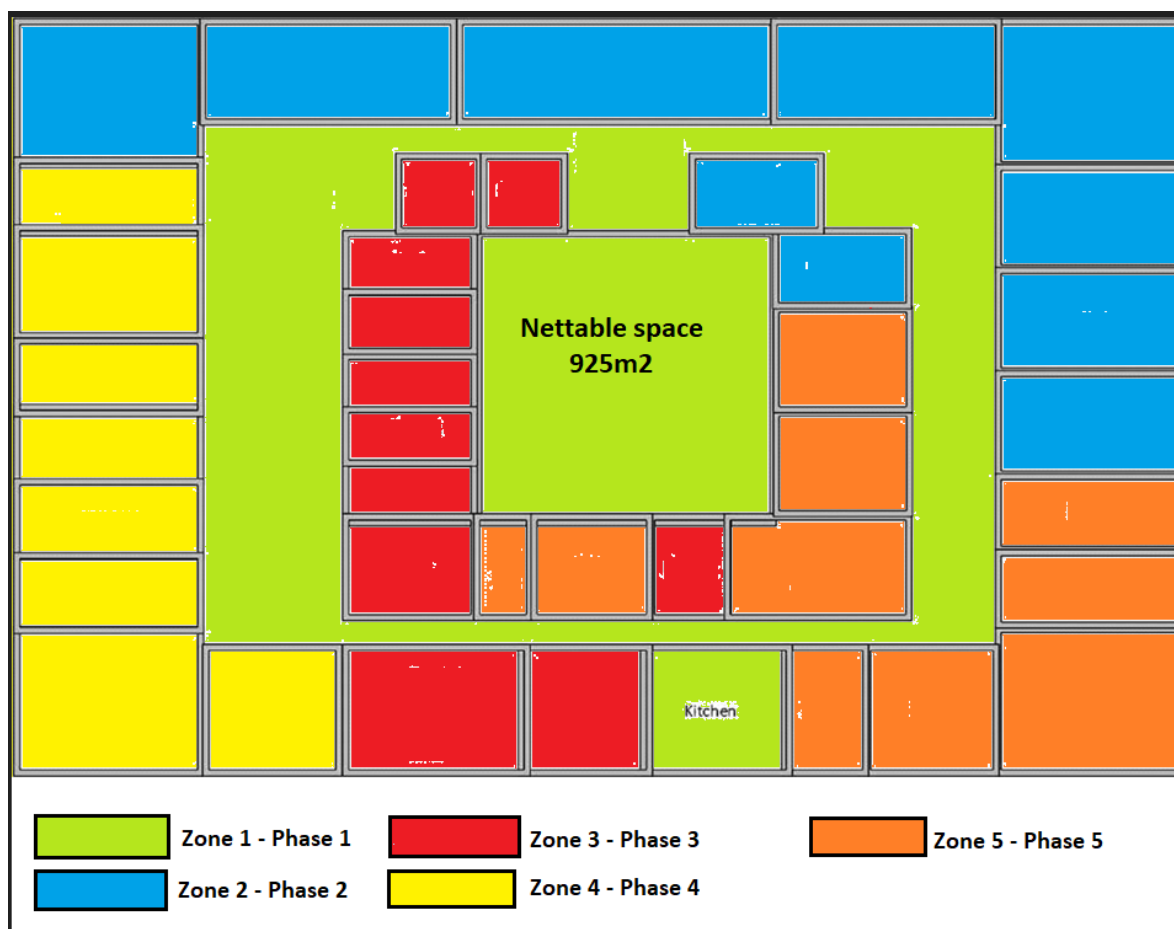 Nettable space
925m2
Kitchen
Zone 1 - Phase 1
Zone 3 - Phase 3
Zone 5 - Phase 5
Zone 2 - Phase 2
Zone 4 - Phase 4